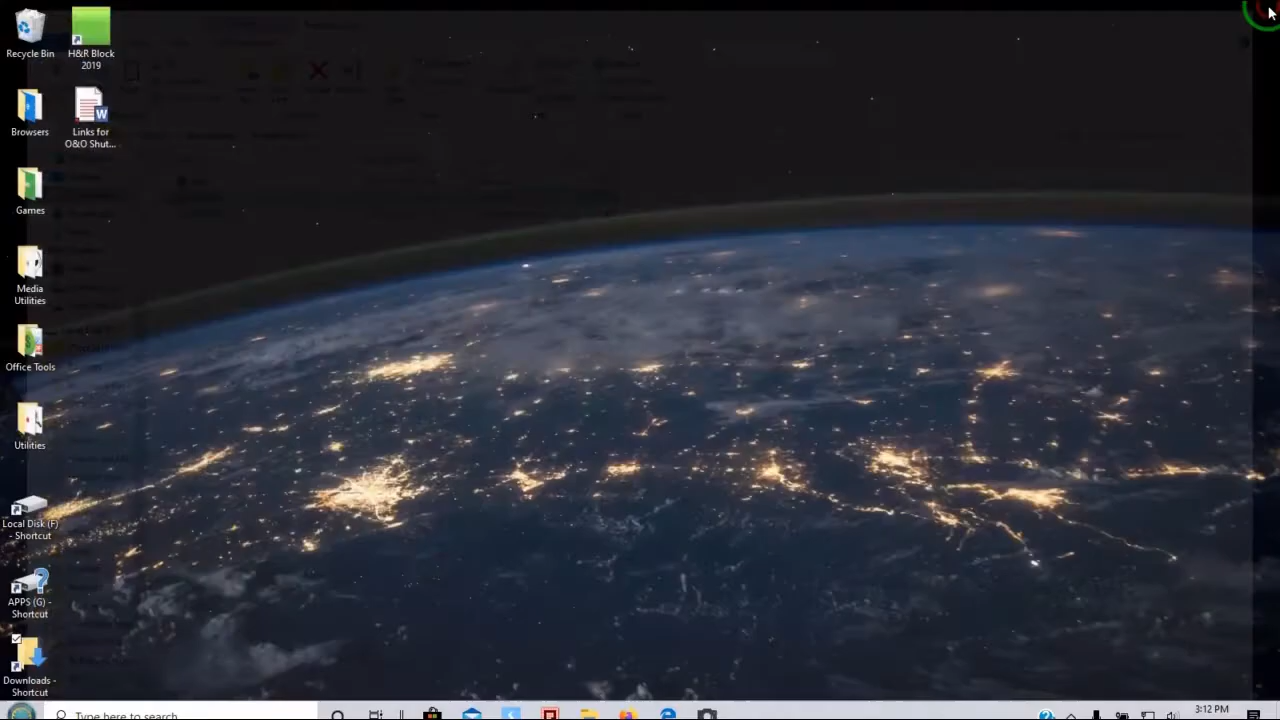 Recycle Bin
H&R Block
2019
Browsers
Links for
O&O Shut...
Games
Media
Utilities
Office Tools
Utilities
Local Disk (F)
- Shortcut
APPS (G) -
Shortcut
Downloads -
Shortcut
Type here to search
3:12 PM